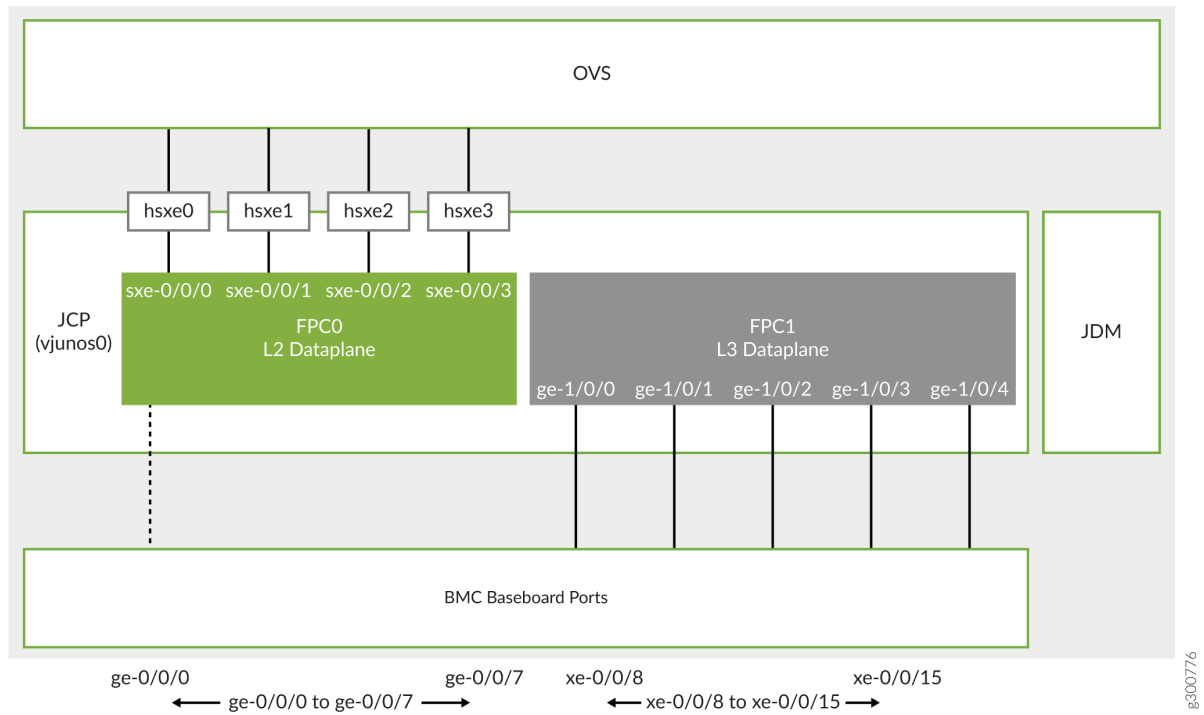 OVS
hsxe0 hsxe1 hsxe2 hsxe3
sxe-0/0/0 sxe-0/0/1 sxe-0/0/2 sxe-0/0/3
JCP
(vjunos0)
FPC0
L2 Dataplane
FPC1
L3 Dataplane
ge-1/0/0 ge-1/0/1 ge-1/0/2 ge-1/0/3 ge-1/0/4
JDM
BMC Baseboard Ports
ge-0/0/0 ge-0/0/7 xe-0/0/8 xe-0/0/15
ge-0/0/0 to ge-0/0/7 xe-0/0/8 to xe-0/0/15
g300776